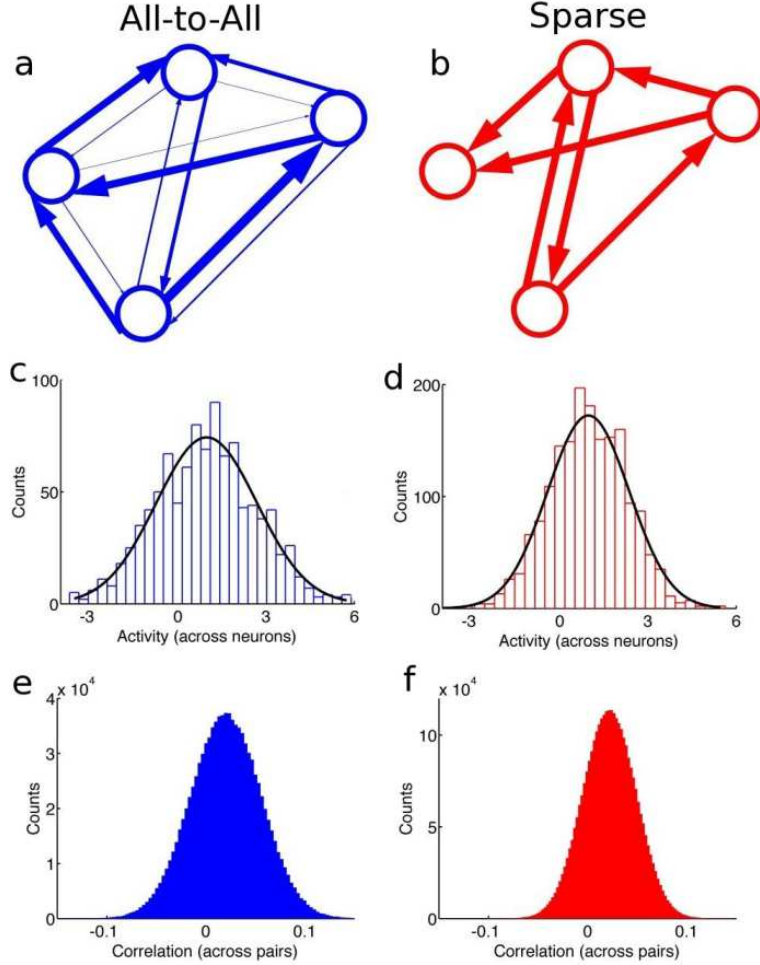 All-to-All
Sparse
a
b
c
100
50
0
Counts
-3
0
3
6
Activity (across neurons)
d
200
100
0
Counts
-3
0
3
6
Activity (across neurons)
e
x 10^4
4
3
2
1
0
Counts
-0.1
0
0.1
Correlation (across pairs)
f
x 10^4
10
5
0
Counts
-0.1
0
0.1
Correlation (across pairs)